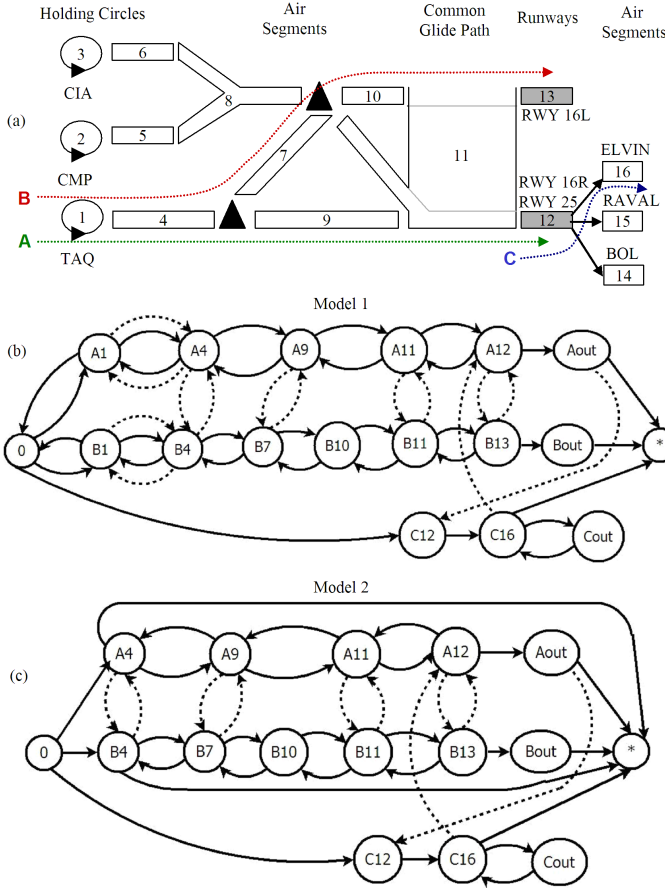 Holding Circles
Air Segments
Common Glide Path
Runways
Air Segments
3
6
CIA
8
10
13
RWY 16L
(a)
2
5
CMP
7
11
ELVIN
16
RWY 16R
RWY 25
B
RAVAL
1
4
9
12
15
A
TAQ
C
BOL
14
Model 1
(b)
A1
A4
A9
A11
A12
Aout
0
B1
B4
B7
B10
B11
B13
Bout
*
C12
C16
Cout
Model 2
(c)
A4
A9
A11
A12
Aout
0
B4
B7
B10
B11
B13
Bout
*
C12
C16
Cout